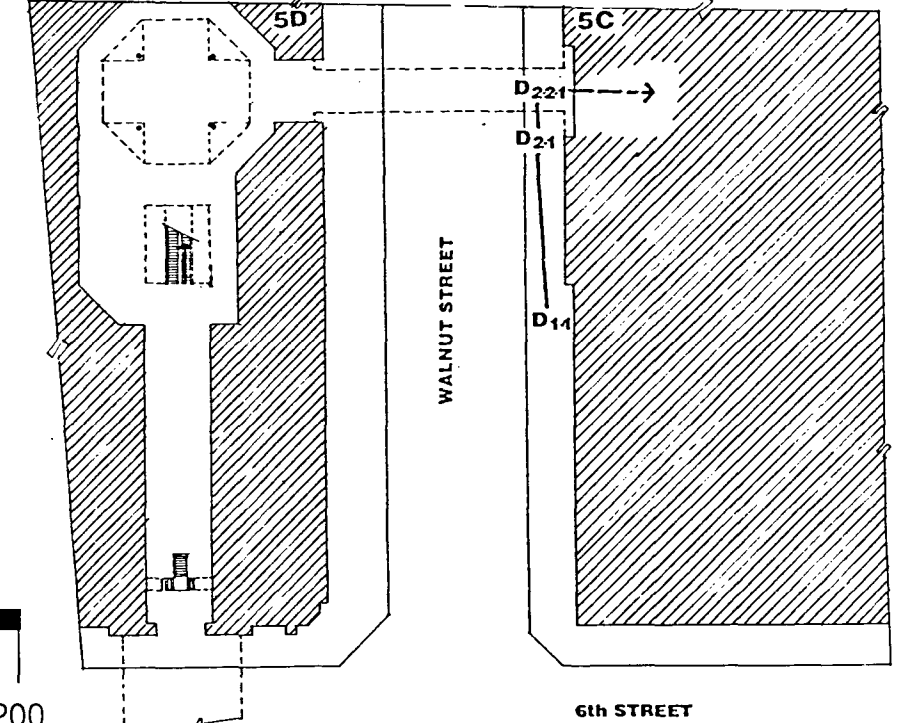 5D
5C
D2-2-1
D2-1
WALNUT STREET
D1-1
200
6th STREET